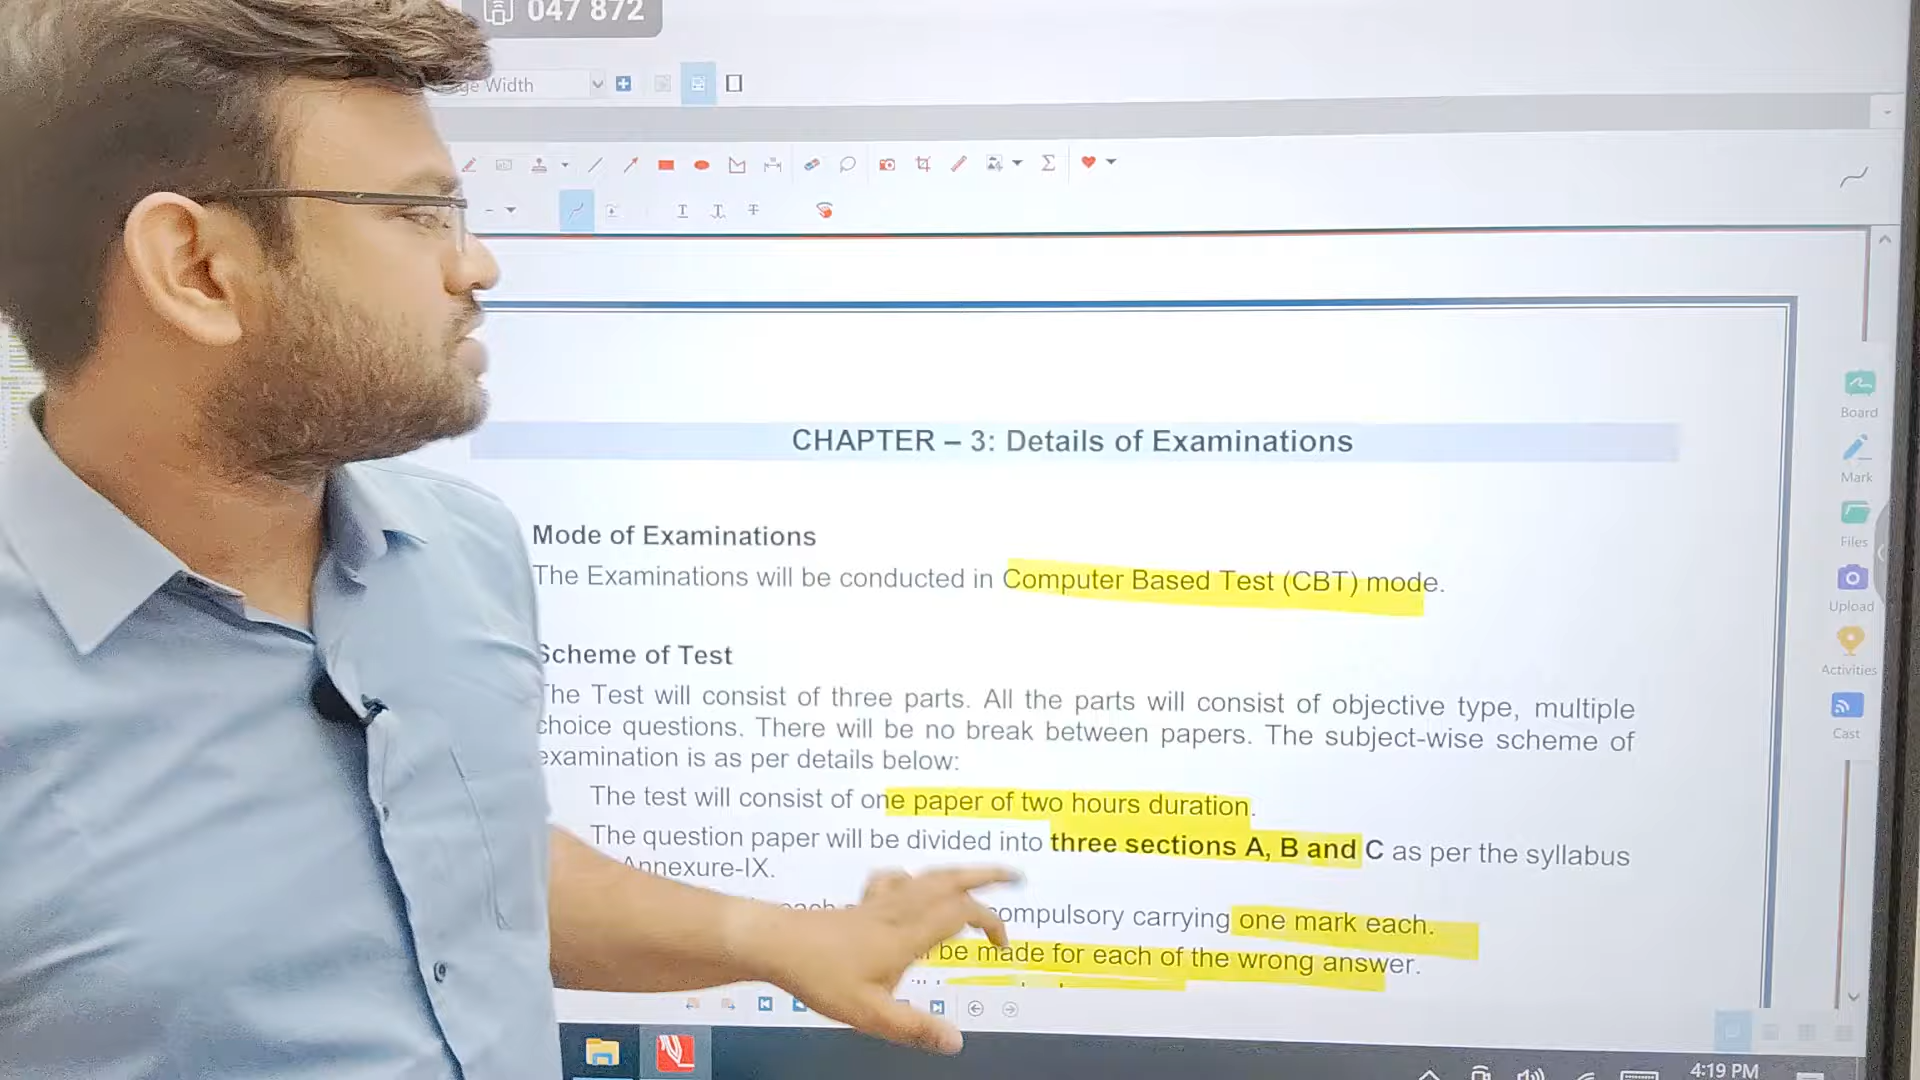 047 872
ge Width
CHAPTER – 3: Details of Examinations
Board
Mark
Files
Upload
Activities
Cast
Mode of Examinations
The Examinations will be conducted in Computer Based Test (CBT) mode.
Scheme of Test
The Test will consist of three parts. All the parts will consist of objective type, multiple
choice questions. There will be no break between papers. The subject-wise scheme of
examination is as per details below:
The test will consist of one paper of two hours duration.
The question paper will be divided into three sections A, B and C as per the syllabus
nnexure-IX.
each compulsory carrying one mark each.
be made for each of the wrong answer.
4:19 PM